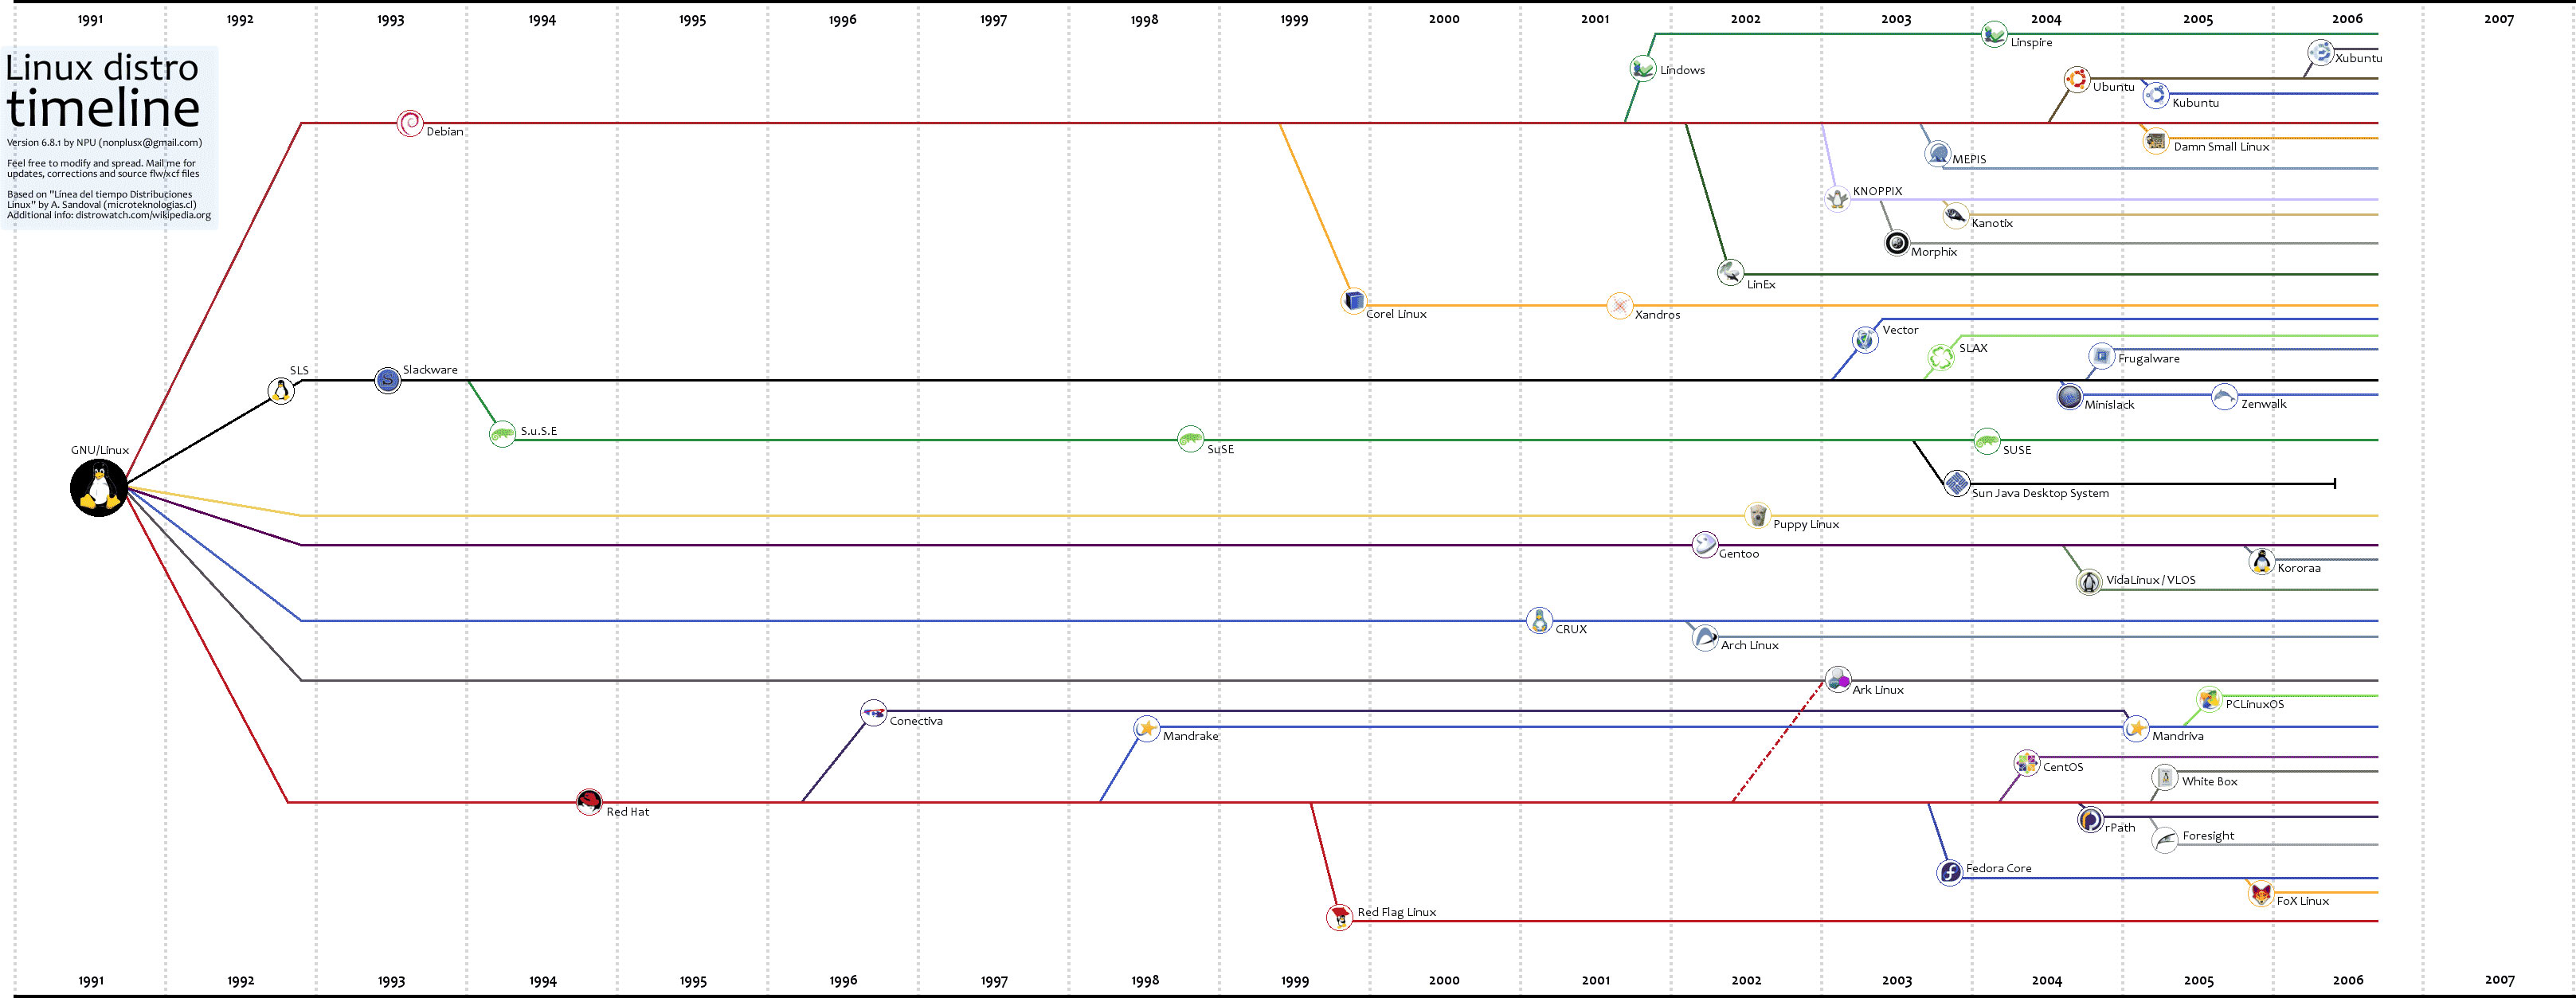 1991 1992 1993 1994 1995 1996 1997 1998 1999 2000 2001 2002 2003 2004 2005 2006 2007
Linux distro
timeline
Version 6.8.1 by NPU (nonplusx@gmail.com)
Feel free to modify and spread. Mail me for
updates, corrections and source flw/xcf files
Based on "Línea del tiempo Distribuciones
Linux" by A. Sandoval (microteknologias.cl)
Additional info: distrowatch.com/wikipedia.org
Linspire
Xubuntu
Lindows
Ubuntu
Kubuntu
Debian
Damn Small Linux
MEPIS
KNOPPIX
Kanotix
Morphix
LinEx
Corel Linux
Xandros
Vector
SLAX
Frugalware
SLS
Slackware
Minislack
Zenwalk
S.u.S.E
SuSE
SUSE
GNU/Linux
Sun Java Desktop System
Puppy Linux
Gentoo
Kororaa
VidaLinux / VLOS
CRUX
Arch Linux
Ark Linux
PCLinuxOS
Conectiva
Mandrake
Mandriva
CentOS
White Box
Red Hat
rPath
Foresight
Fedora Core
FoX Linux
Red Flag Linux
1991 1992 1993 1994 1995 1996 1997 1998 1999 2000 2001 2002 2003 2004 2005 2006 2007